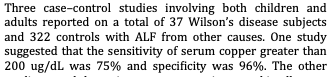 Three case–control studies involving both children and
adults reported on a total of 37 Wilson's disease subjects
and 322 controls with ALF from other causes. One study
suggested that the sensitivity of serum copper greater than
200 ug/dL was 75% and specificity was 96%. The other